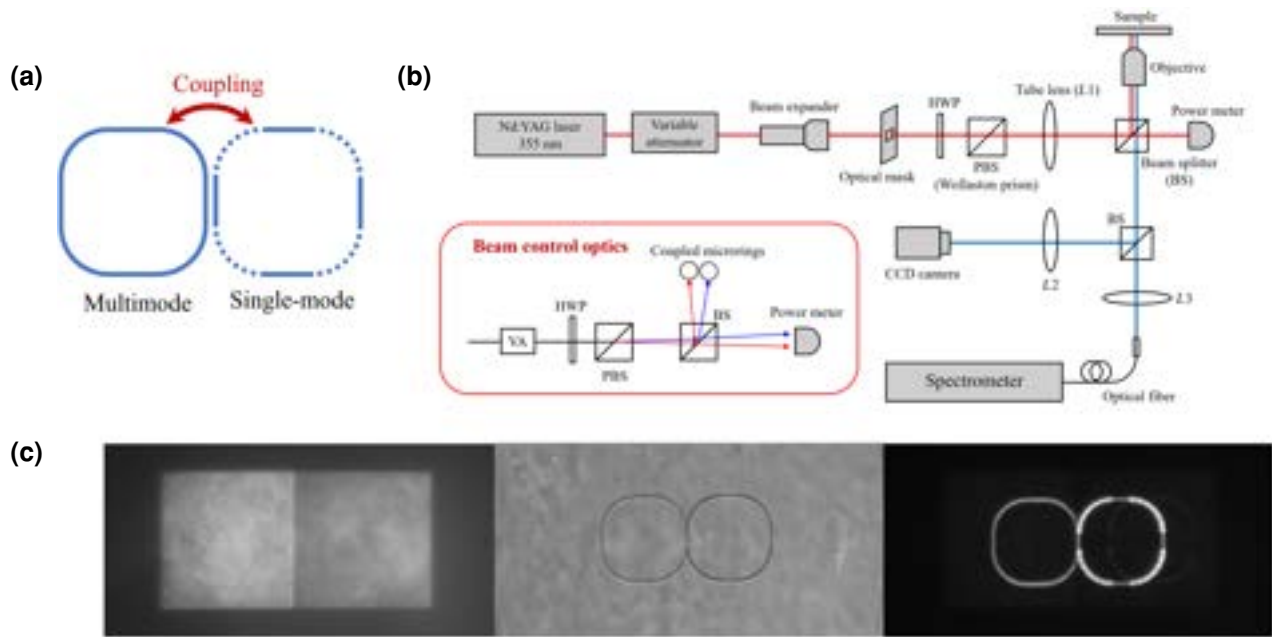 (a)
Coupling
Multimode
Single-mode
(b)
Sample
Objective
Tube lens (L1)
Power meter
HWP
Beam expander
Nd:YAG laser
355 nm
Variable
attenuator
Optical mask
PBS
(Wollaston prism)
Beam splitter
(BS)
BS
CCD camera
L2
L3
Spectrometer
Optical fiber
Beam control optics
Coupled microrings
HWP
BS
Power meter
VA
PBS
(c)